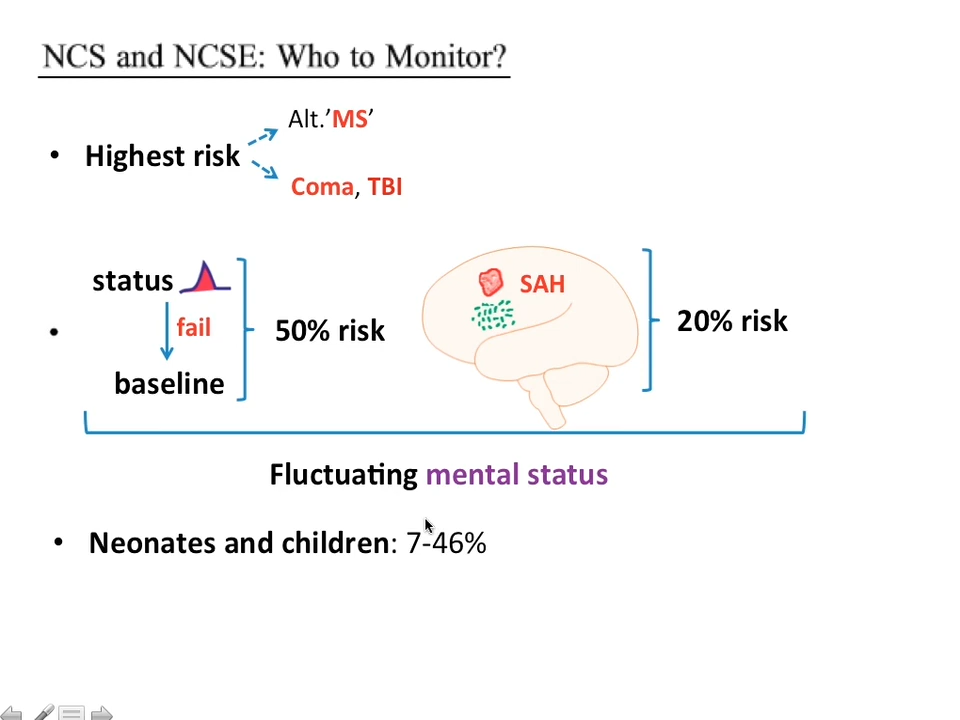 NCS and NCSE: Who to Monitor?
Alt.’MS’
• Highest risk
Coma, TBI
status
fail
• 50% risk
baseline
SAH
20% risk
Fluctuating mental status
• Neonates and children: 7-46%